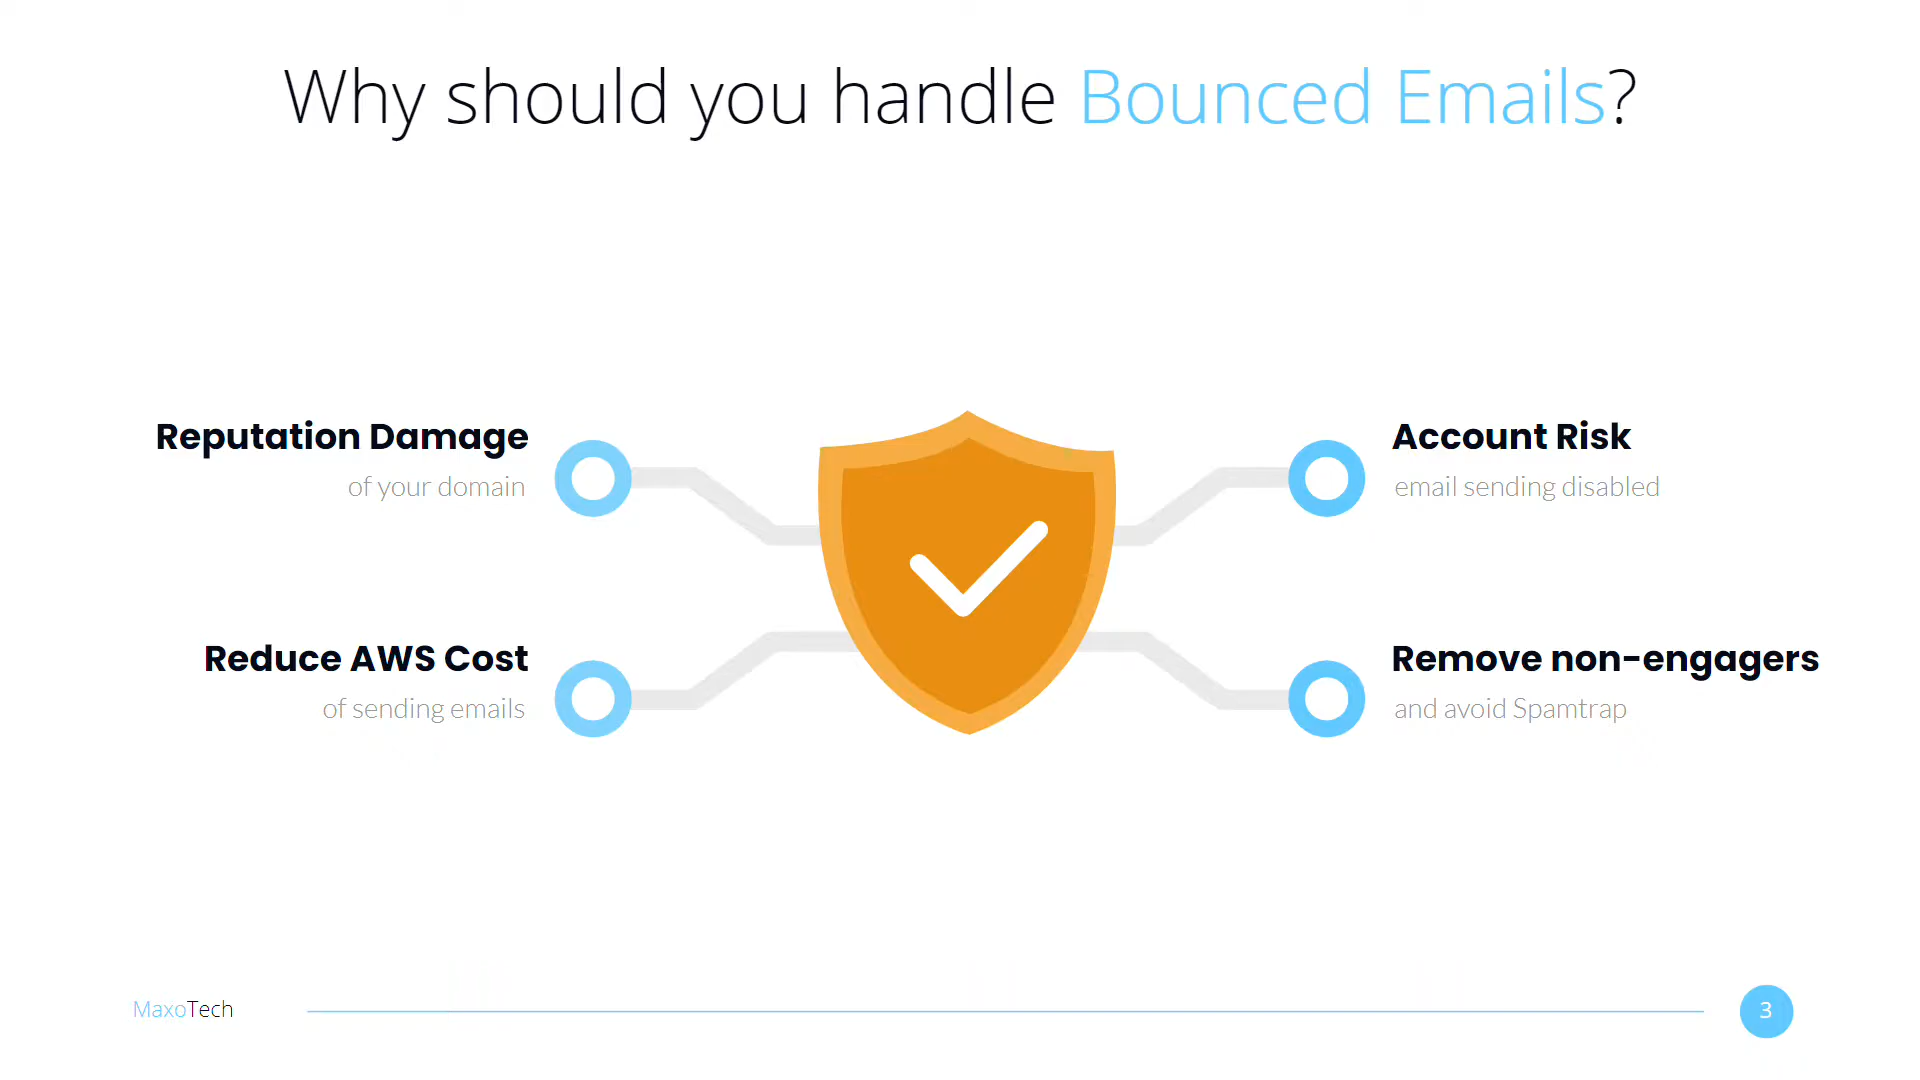 Why should you handle Bounced Emails?
Reputation Damage
of your domain
Account Risk
email sending disabled
Reduce AWS Cost
of sending emails
Remove non-engagers
and avoid Spamtrap
MaxoTech
3